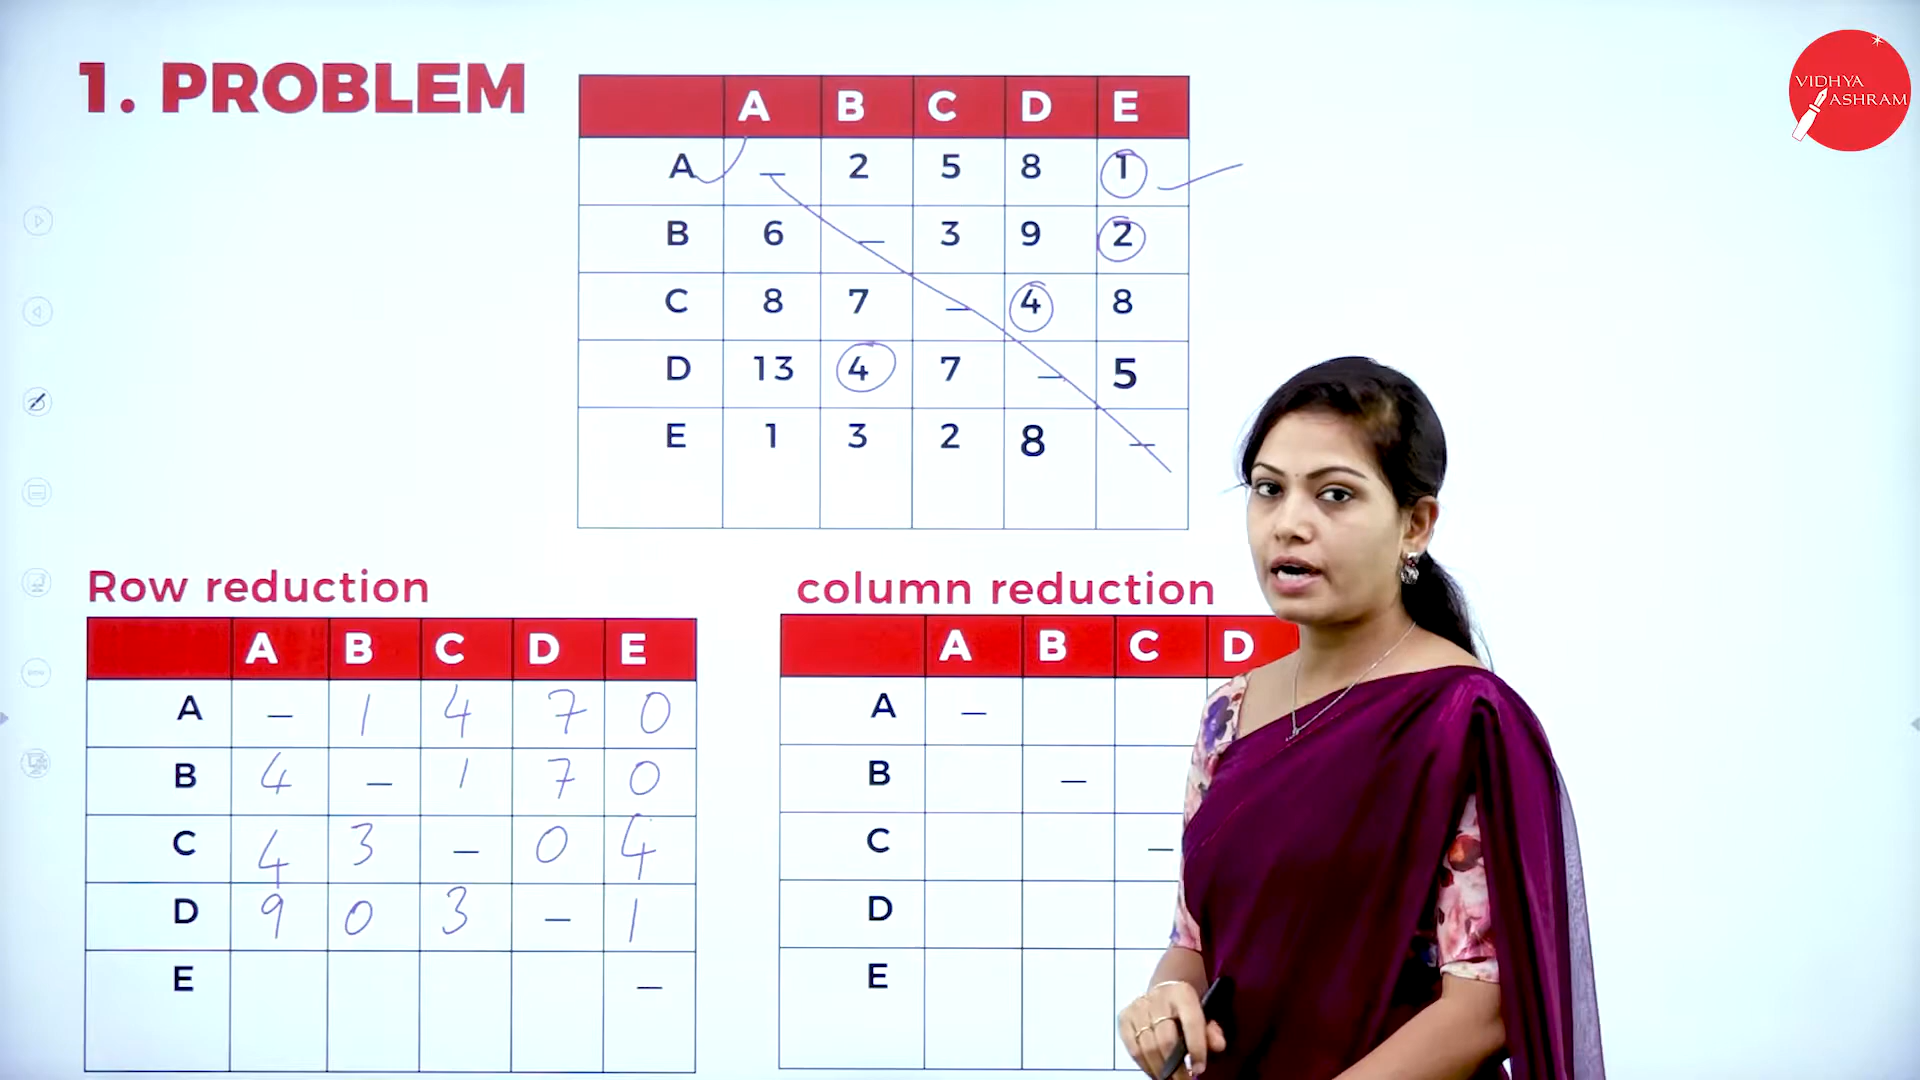 1. PROBLEM
VIDHYA
ASHRAM
A B C D E
A – 2 5 8 1
B 6 – 3 9 2
C 8 7 – 4 8
D 13 4 7 – 5
E 1 3 2 8 –
Row reduction
A B C D E
A – 1 4 7 0
B 4 – 1 7 0
C 4 3 – 0 4
D 9 0 3 – 1
E –
column reduction
A B C D
A –
B –
C –
D
E